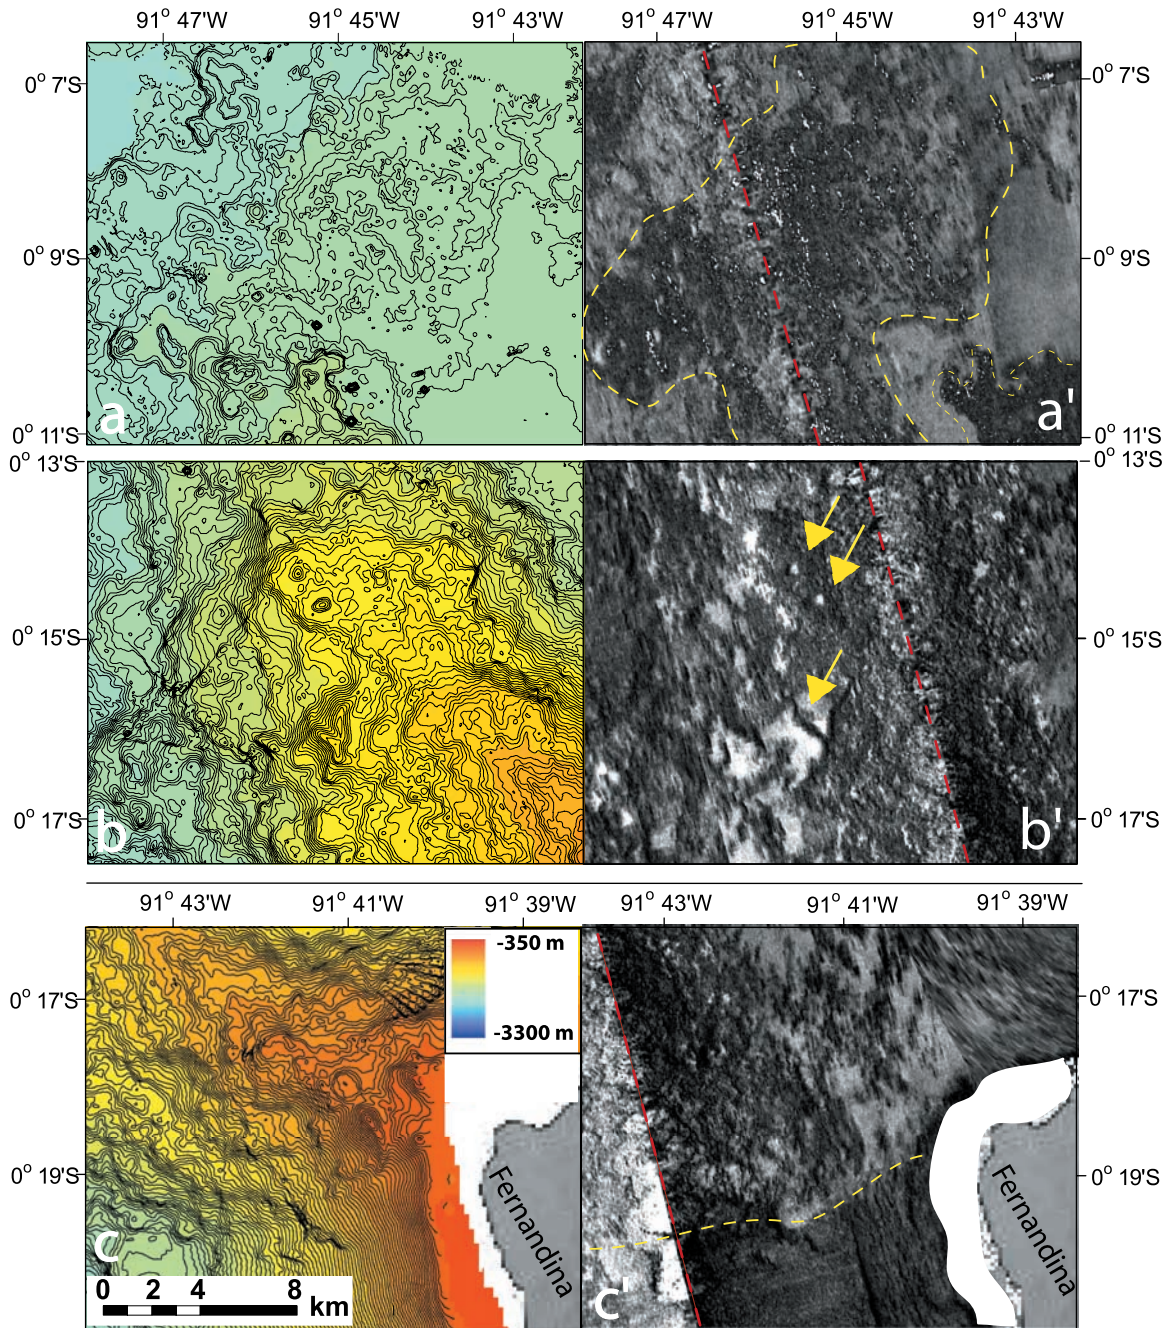 91° 47'W 91° 45'W 91° 43'W 91° 47'W 91° 45'W 91° 43'W
0° 7'S 0° 7'S
0° 9'S 0° 9'S
a a'
0° 11'S 0° 11'S
0° 13'S 0° 13'S
0° 15'S 0° 15'S
b b'
0° 17'S 0° 17'S
91° 43'W 91° 41'W 91° 39'W 91° 43'W 91° 41'W 91° 39'W
-350 m
-3300 m
0° 17'S 0° 17'S
0° 19'S 0° 19'S
Fernandina Fernandina
c c'
0 2 4 8
km